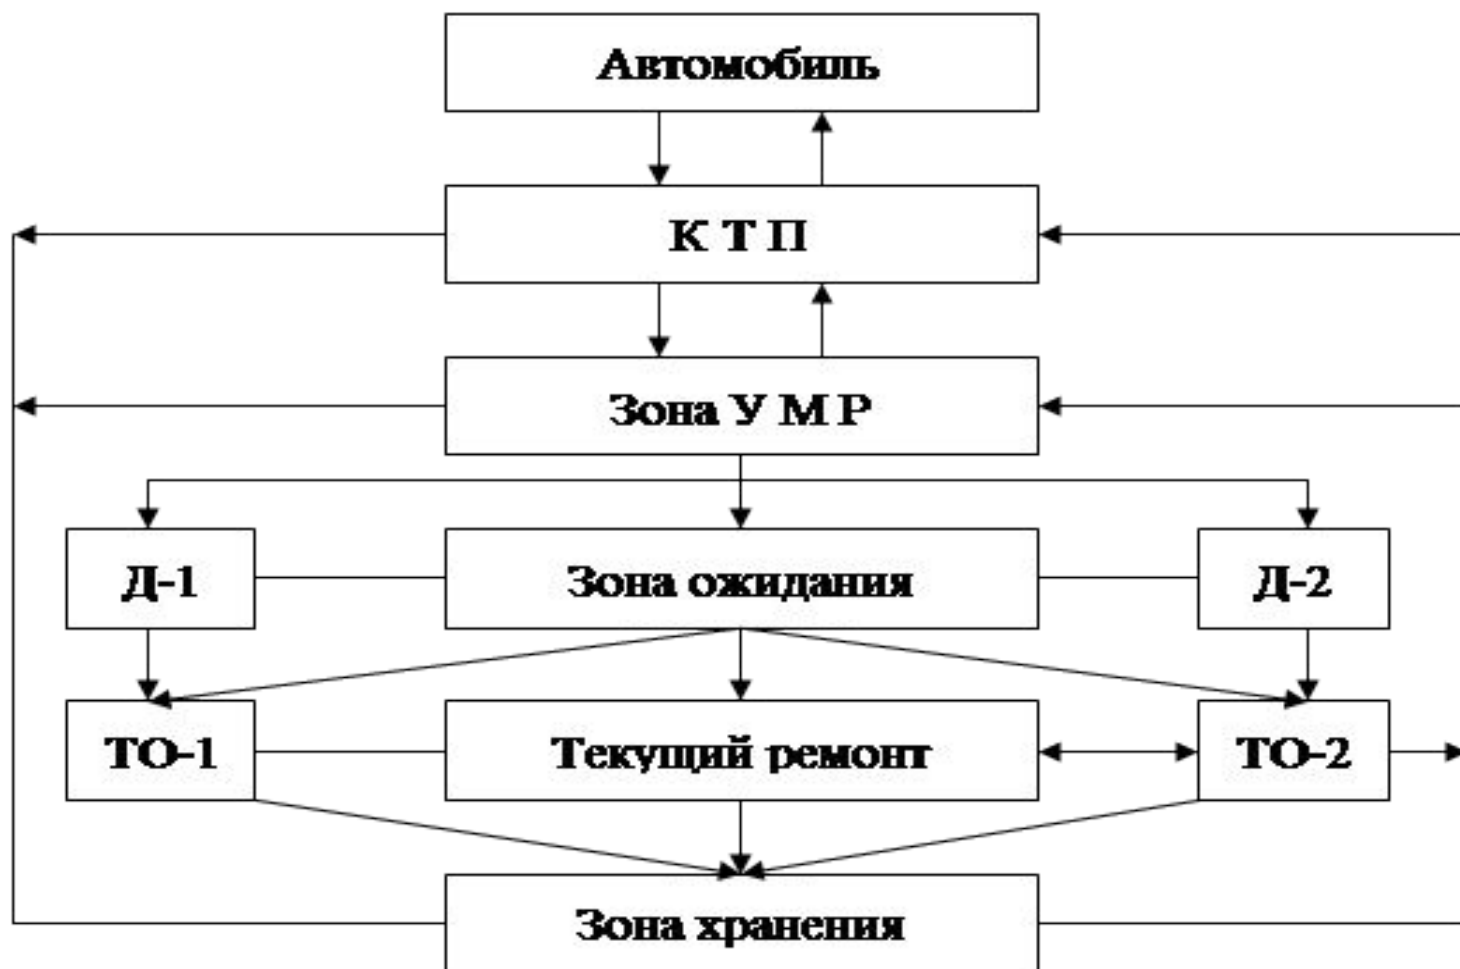 Автомобиль
К Т П
Зона У М Р
Д-1
Зона ожидания
Д-2
ТО-1
Текущий ремонт
ТО-2
Зона хранения